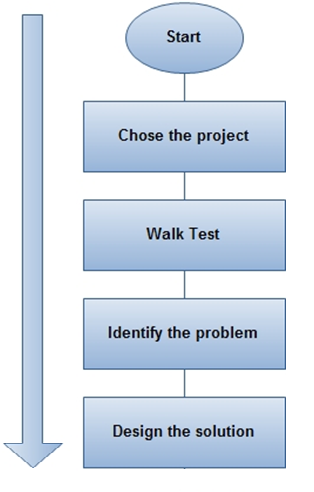 Start
Chose the project
Walk Test
Identify the problem
Design the solution